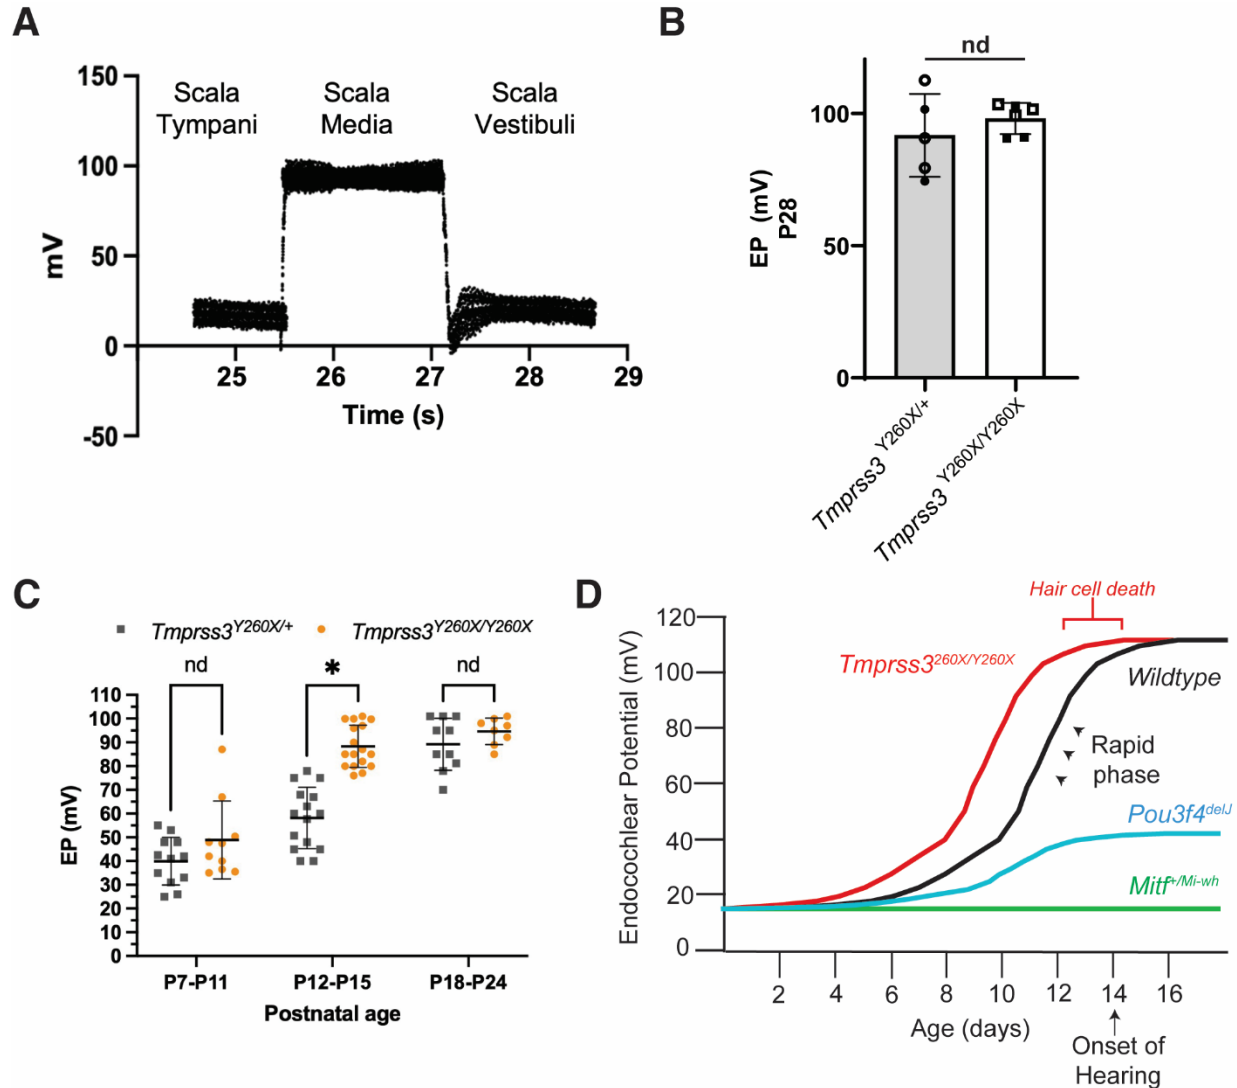 A
150
100
50
0
-50
mV
Scala
Tympani
Scala
Media
Scala
Vestibuli
25
26
27
28
29
Time (s)
B
nd
100
50
0
EP (mV)
P28
Tmprss3 Y260X/+
Tmprss3 Y260X/Y260X
C
Tmprss3Y260X/+
Tmprss3Y260X/Y260X
nd
*
nd
110
100
90
80
70
60
50
40
30
20
10
0
EP (mV)
P7-P11
P12-P15
P18-P24
Postnatal age
D
Hair cell death
120
100
80
60
40
20
0
Endocochlear Potential (mV)
Tmprss3260X/Y260X
Wildtype
Rapid
phase
Pou3f4delJ
Mitf+/Mi-wh
2
4
6
8
10
12
14
16
Age (days)
Onset of
Hearing